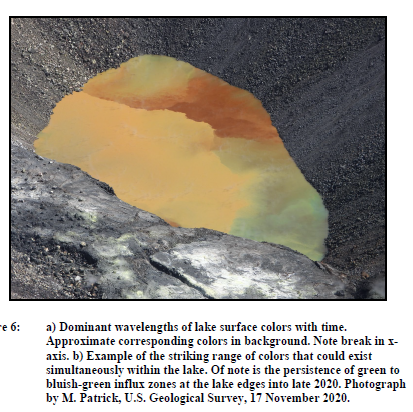 re 6: a) Dominant wavelengths of lake surface colors with time.
Approximate corresponding colors in background. Note break in x-
axis. b) Example of the striking range of colors that could exist
simultaneously within the lake. Of note is the persistence of green to
bluish-green influx zones at the lake edges into late 2020. Photograph
by M. Patrick, U.S. Geological Survey, 17 November 2020.